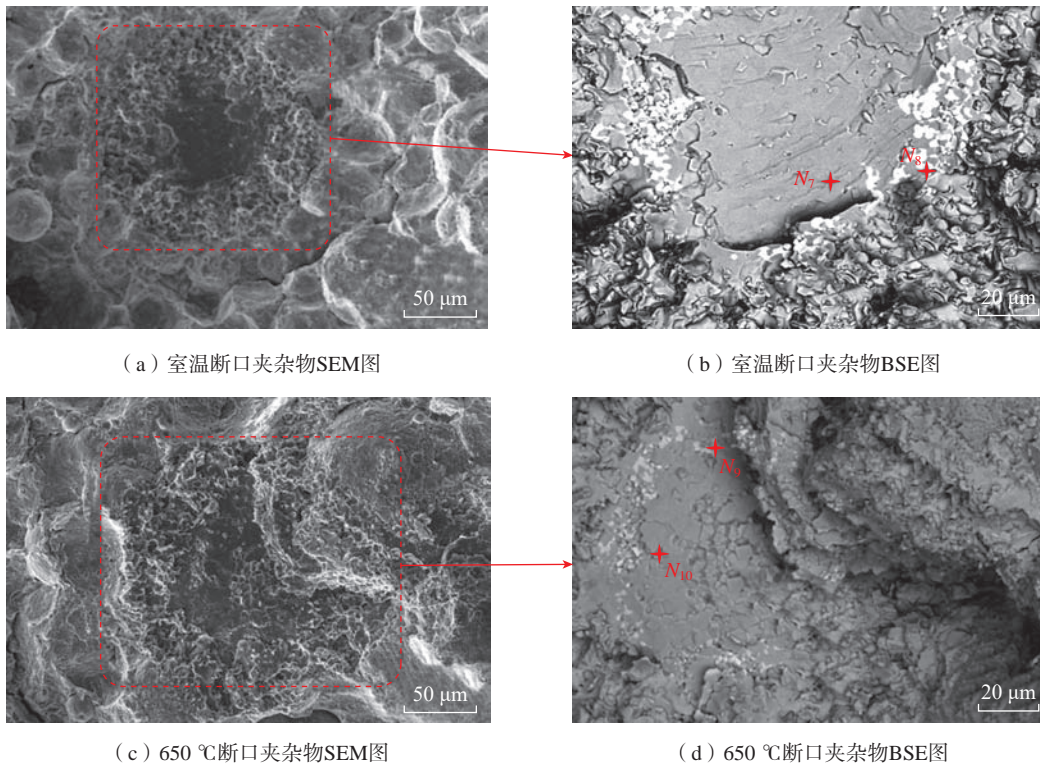 N7
N8
50 μm
20 μm
（a）室温断口夹杂物SEM图
（b）室温断口夹杂物BSE图
N9
N10
50 μm
20 μm
（c）650 ℃断口夹杂物SEM图
（d）650 ℃断口夹杂物BSE图